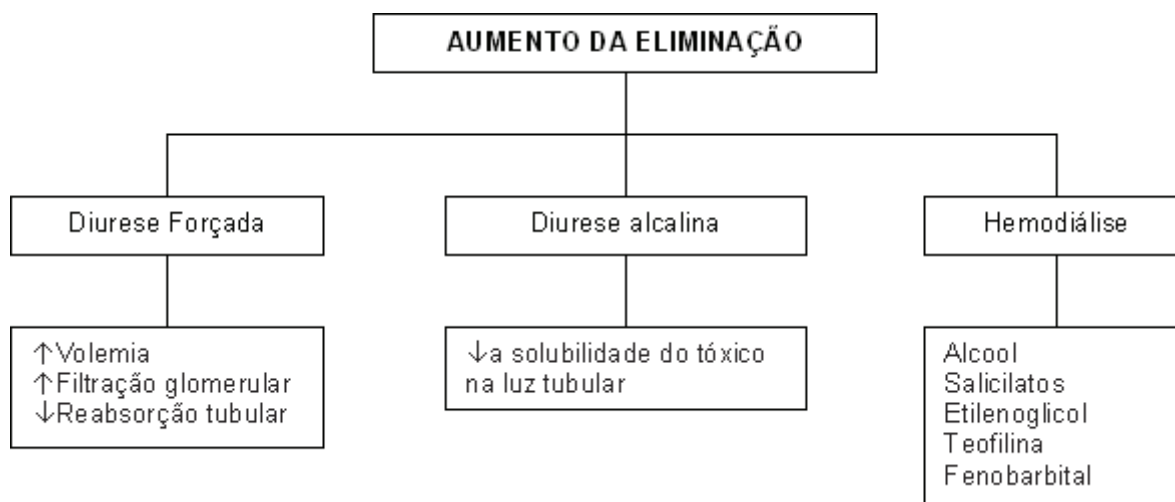 AUMENTO DA ELIMINAÇÃO
Diurese Forçada
Diurese alcalina
Hemodiálise
↑Volemia
↑Filtração glomerular
↓Reabsorção tubular
↓a solubilidade do tóxico
na luz tubular
Alcool
Salicilatos
Etilenoglicol
Teofilina
Fenobarbital